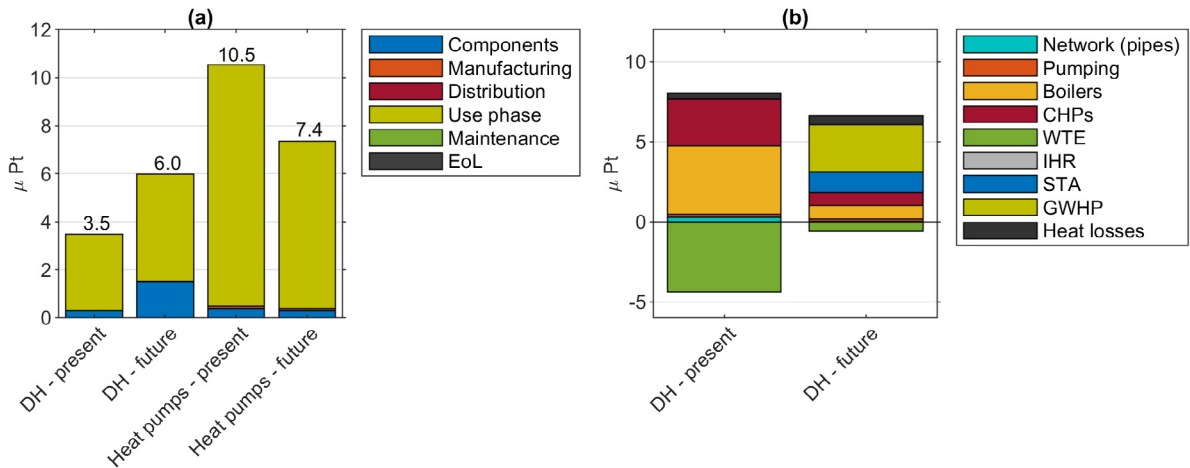 (a)
12
10
8
6
4
2
0
μ Pt
3.5
6.0
10.5
7.4
DH - present
DH - future
Heat pumps - present
Heat pumps - future
Components
Manufacturing
Distribution
Use phase
Maintenance
EoL
(b)
10
5
0
-5
μ Pt
DH - present
DH - future
Network (pipes)
Pumping
Boilers
CHPs
WTE
IHR
STA
GWHP
Heat losses